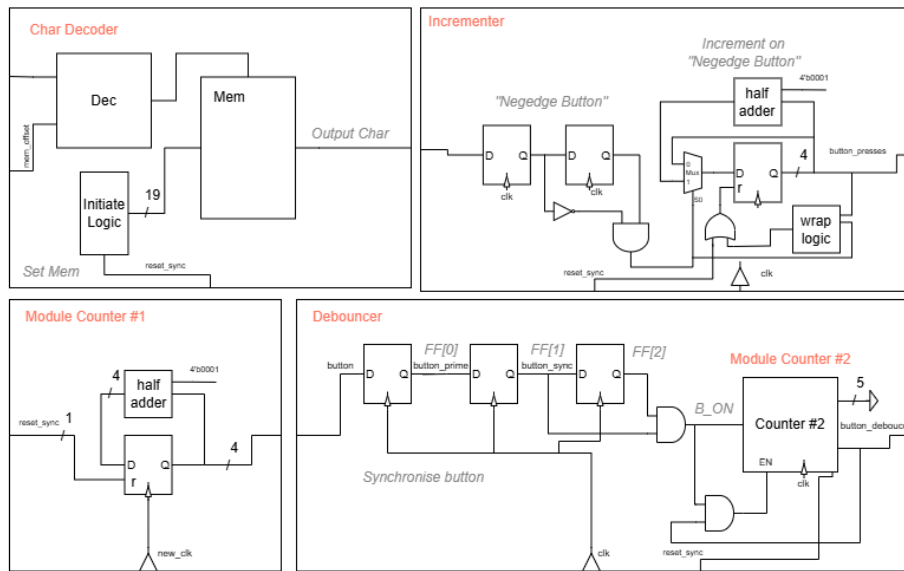 Char Decoder
Dec
Mem
mem_offset
Output Char
19
Initiate
Logic
Set Mem
reset_sync
Incrementer
Increment on
"Negedge Button"
4'b0001
half
adder
"Negedge Button"
D
Q
clk
D
Q
clk
0
Mux
1
S0
D
Q
r
4
button_presses
wrap
logic
reset_sync
clk
Module Counter #1
4
half
adder
4'b0001
reset_sync
1
D
Q
r
4
new_clk
Debouncer
button
D
Q
FF[0]
button_prime
D
Q
FF[1]
button_sync
D
Q
FF[2]
Synchronise button
clk
B_ON
Module Counter #2
Counter #2
5
EN
clk
button_debouce
reset_sync